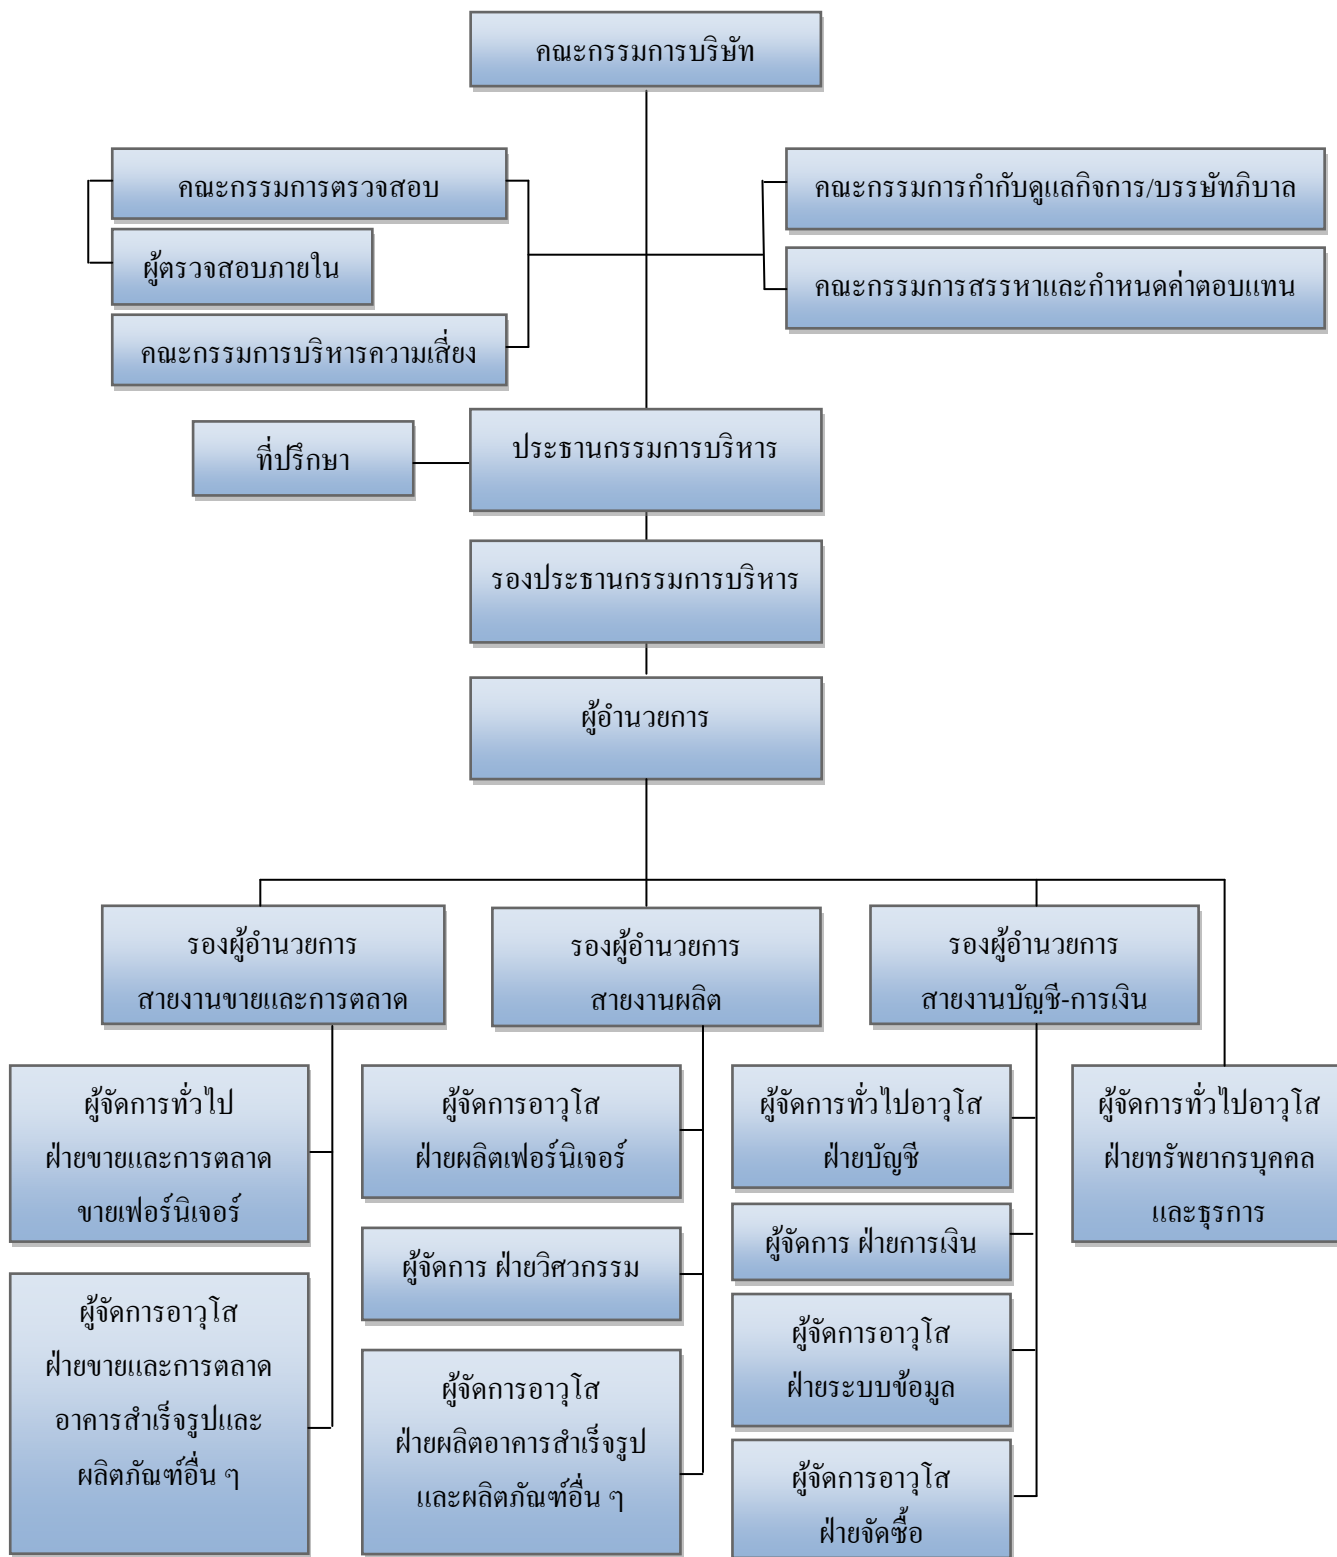 คณะกรรมการบริษัท
คณะกรรมการตรวจสอบ
คณะกรรมการกำกับดูแลกิจการ/บรรษัทภิบาล
ผู้ตรวจสอบภายใน
คณะกรรมการสรรหาและกำหนดค่าตอบแทน
คณะกรรมการบริหารความเสี่ยง
ที่ปรึกษา
ประธานกรรมการบริหาร
รองประธานกรรมการบริหาร
ผู้อำนวยการ
รองผู้อำนวยการ
สายงานขายและการตลาด
รองผู้อำนวยการ
สายงานผลิต
รองผู้อำนวยการ
สายงานบัญชี-การเงิน
ผู้จัดการทั่วไป
ฝ่ายขายและการตลาด
ขายเฟอร์นิเจอร์
ผู้จัดการอาวุโส
ฝ่ายขายและการตลาด
อาคารสำเร็จรูปและ
ผลิตภัณฑ์อื่น ๆ
ผู้จัดการอาวุโส
ฝ่ายผลิตเฟอร์นิเจอร์
ผู้จัดการ ฝ่ายวิศวกรรม
ผู้จัดการอาวุโส
ฝ่ายผลิตอาคารสำเร็จรูป
และผลิตภัณฑ์อื่น ๆ
ผู้จัดการทั่วไปอาวุโส
ฝ่ายบัญชี
ผู้จัดการ ฝ่ายการเงิน
ผู้จัดการอาวุโส
ฝ่ายระบบข้อมูล
ผู้จัดการอาวุโส
ฝ่ายจัดซื้อ
ผู้จัดการทั่วไปอาวุโส
ฝ่ายทรัพยากรบุคคล
และธุรการ